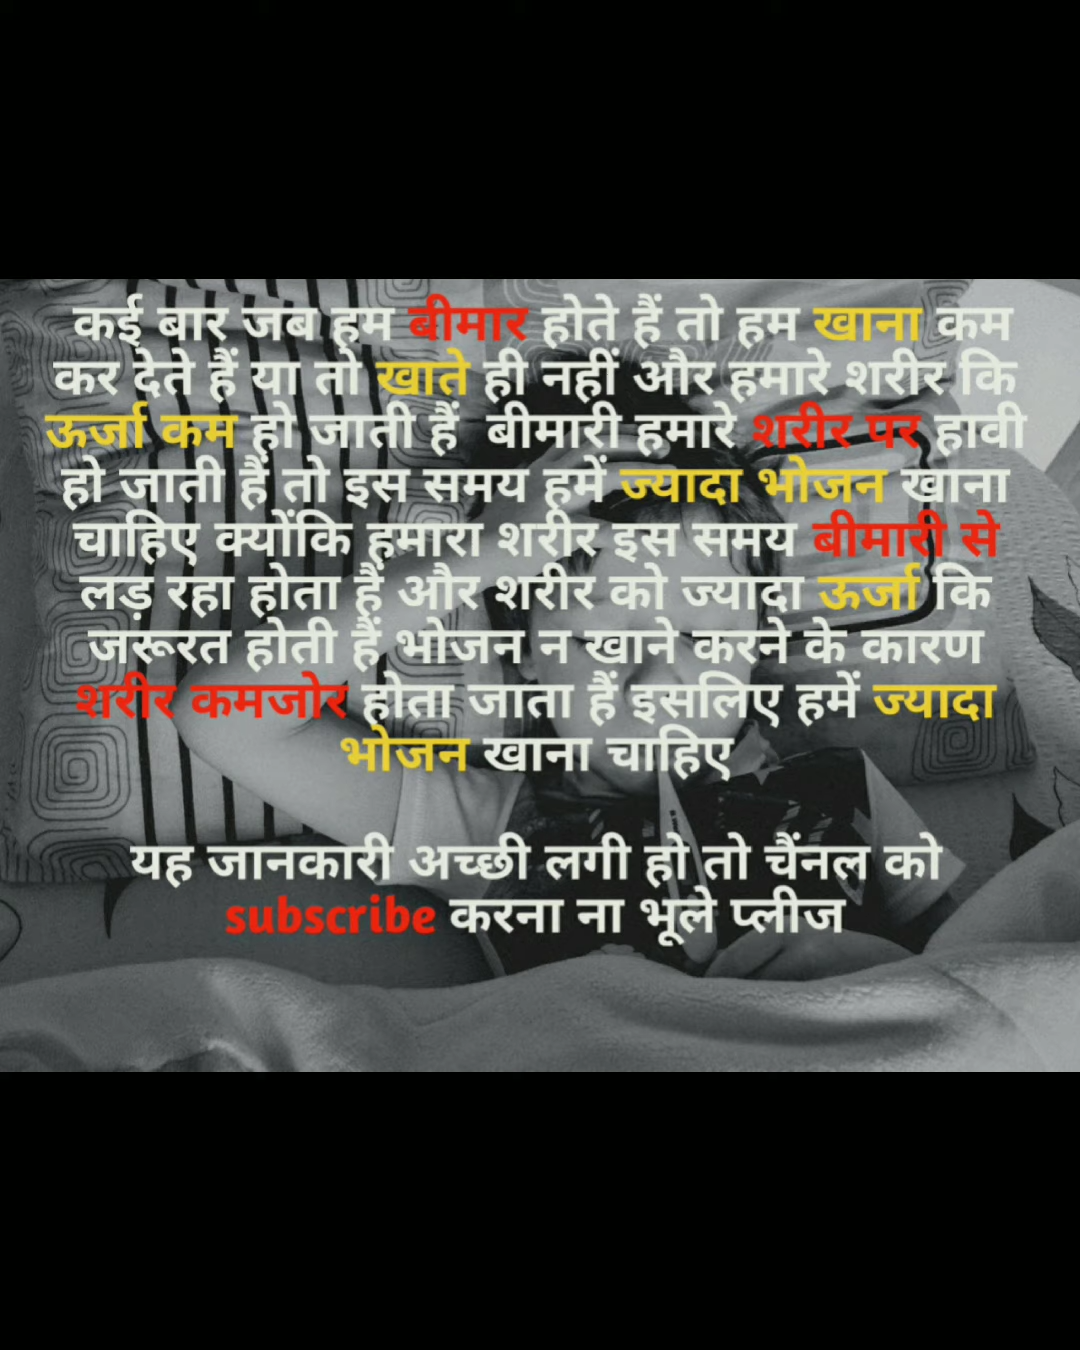 कई बार जब हम बीमार होते हैं तो हम खाना कम
कर देते हैं या तो खाते ही नहीं और हमारे शरीर कि
ऊर्जा कम हो जाती हैं बीमारी हमारे शरीर पर हावी
हो जाती हैं तो इस समय हमें ज्यादा भोजन खाना
चाहिए क्योंकि हमारा शरीर इस समय बीमारी से
लड़ रहा होता हैं और शरीर को ज्यादा ऊर्जा कि
जरूरत होती हैं भोजन न खाने करने के कारण
शरीर कमजोर होता जाता हैं इसलिए हमें ज्यादा
भोजन खाना चाहिए
यह जानकारी अच्छी लगी हो तो चैंनल को
subscribe करना ना भूले प्लीज